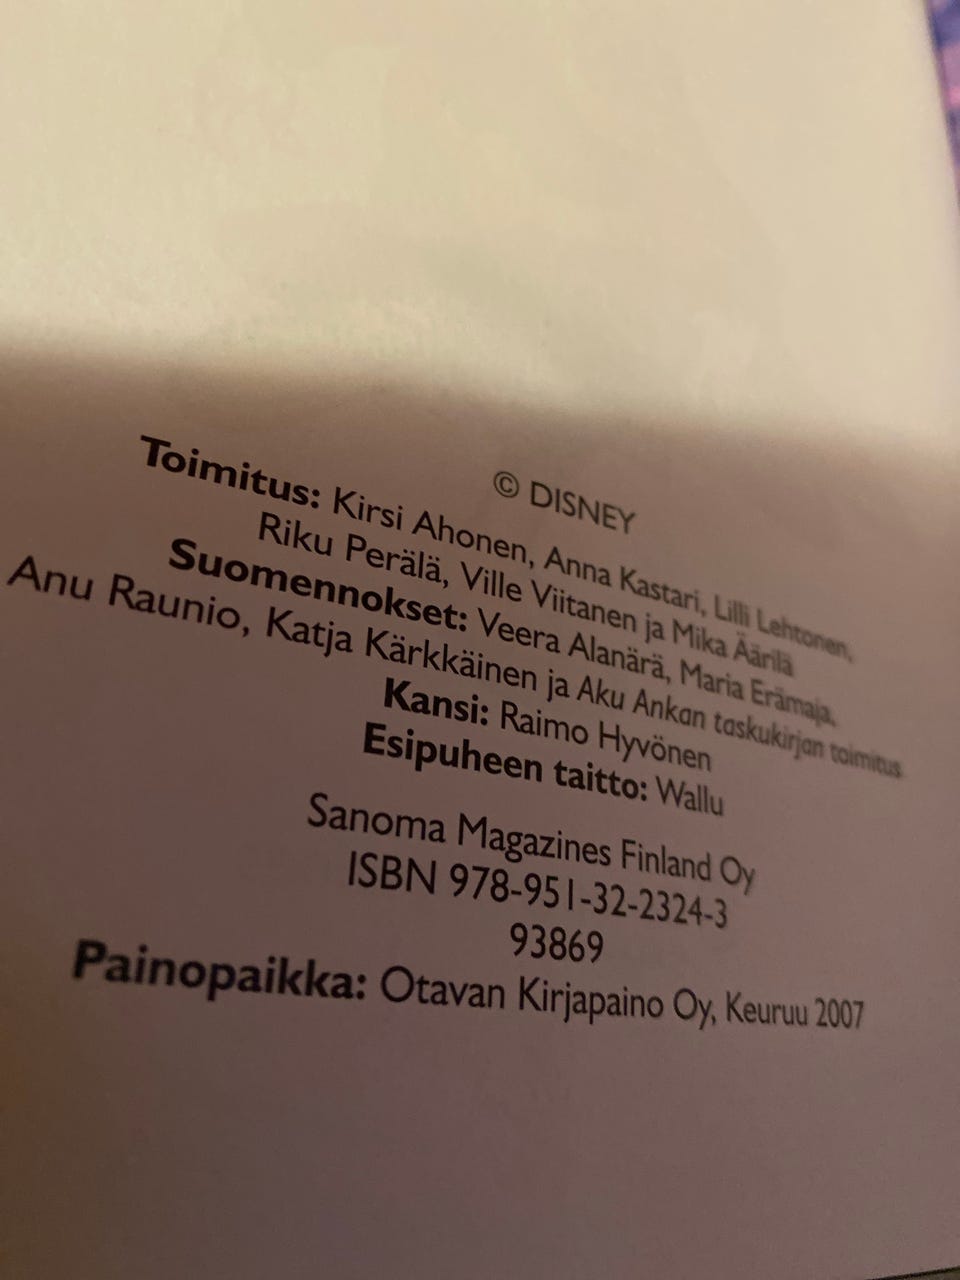 © DISNEY
Toimitus: Kirsi Ahonen, Anna Kastari, Lilli Lehtonen,
Riku Perälä, Ville Viitanen ja Mika Äärilä
Suomennokset: Veera Alanärä, Maria Erämaja,
Anu Raunio, Katja Kärkkäinen ja Aku Ankan taskukirjan toimitus
Kansi: Raimo Hyvönen
Esipuheen taitto: Wallu
Sanoma Magazines Finland Oy
ISBN 978-951-32-2324-3
93869
Painopaikka: Otavan Kirjapaino Oy, Keuruu 2007